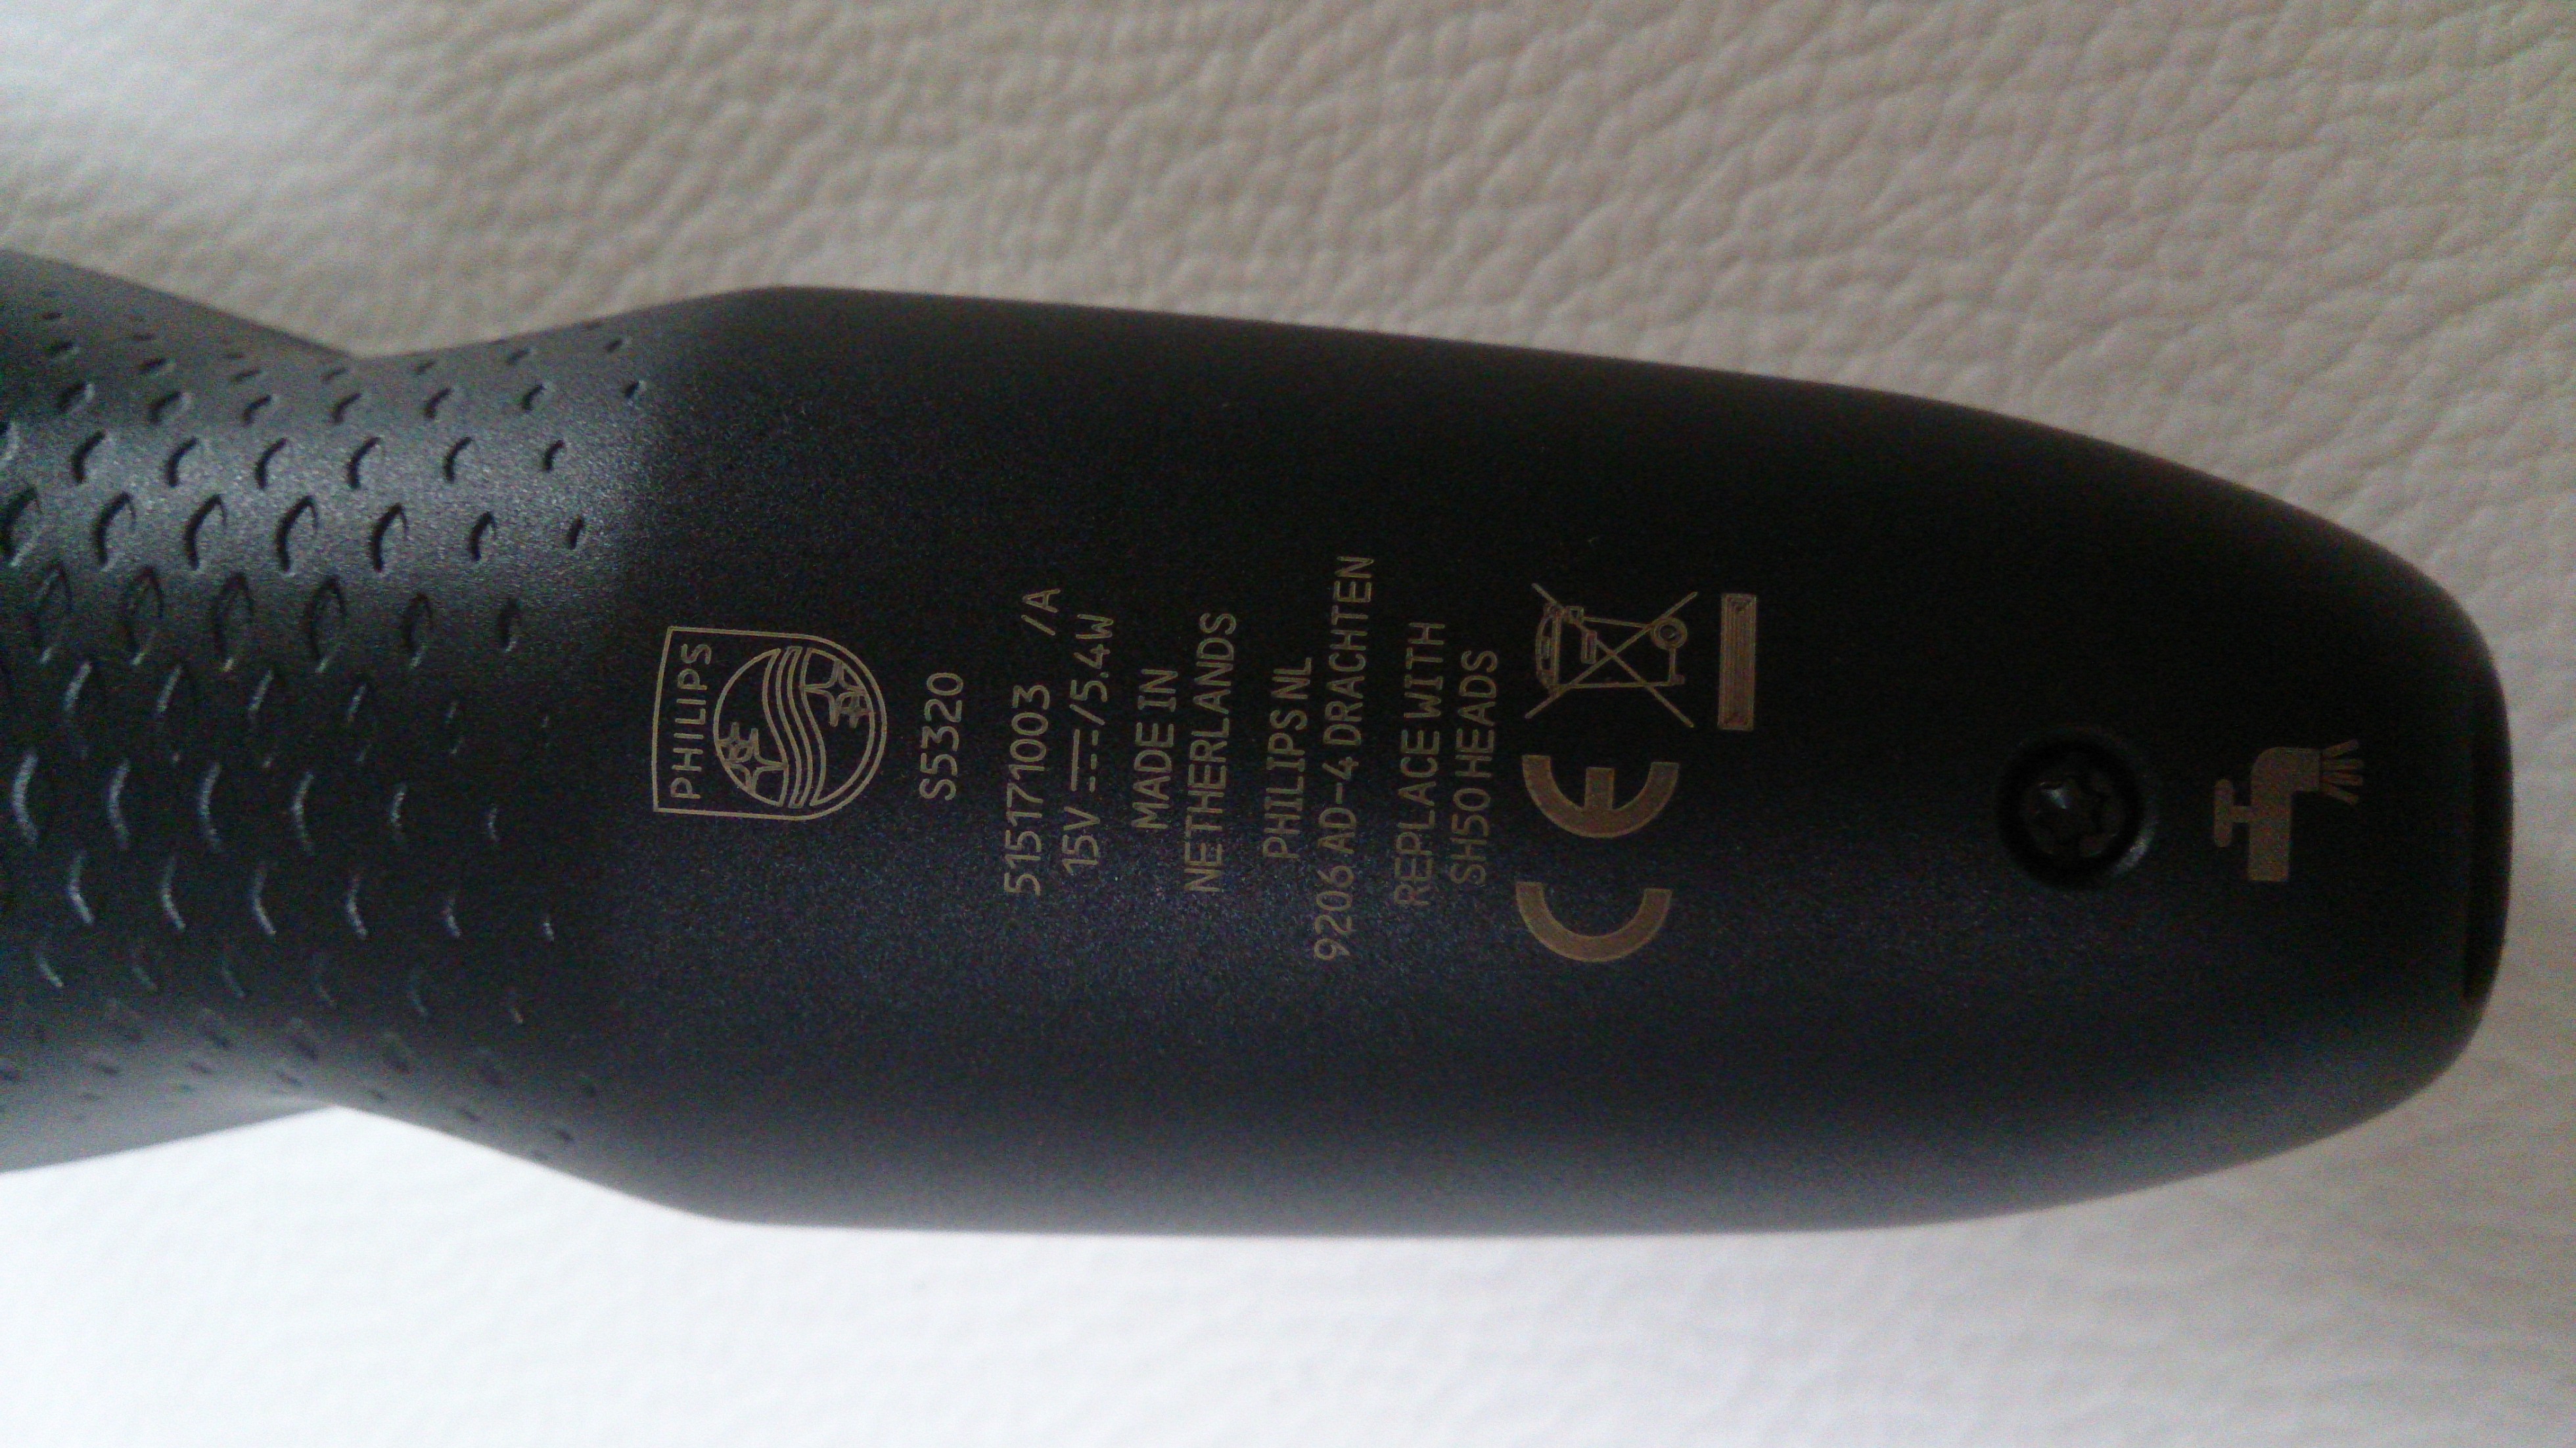 PHILIPS
S5320
515171003 /A
15V ⎓/5.4W
MADE IN
NETHERLANDS
PHILIPS NL
9206 AD-4 DRACHTEN
REPLACE WITH
SH50 HEADS
CE